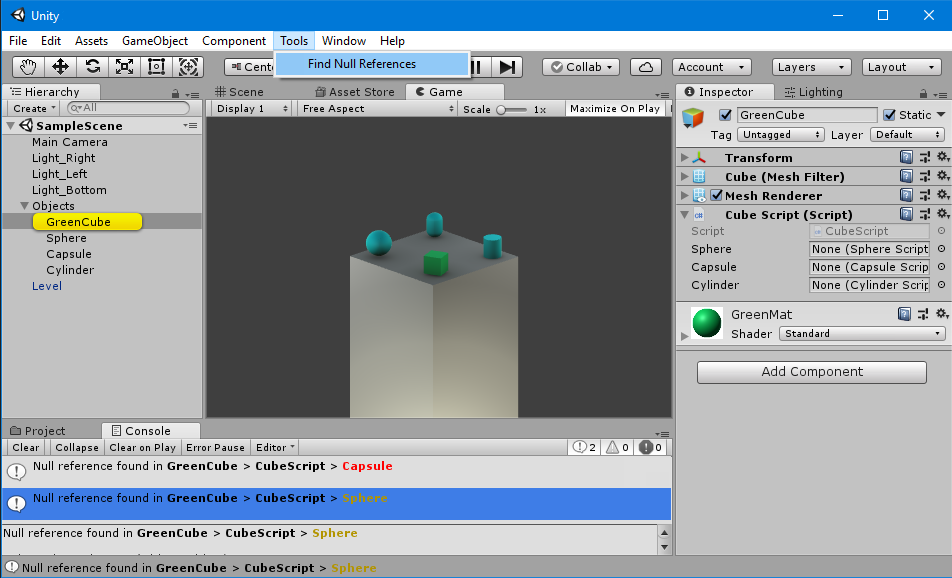 Unity
File Edit Assets GameObject Component Tools Window Help
Find Null References
Cent
Collab
Account
Layers
Layout
Hierarchy
Create
All
SampleScene
Main Camera
Light_Right
Light_Left
Light_Bottom
Objects
GreenCube
Sphere
Capsule
Cylinder
Level
Scene Asset Store Game
Display 1 Free Aspect Scale 1x Maximize On Play
Inspector Lighting
GreenCube Static
Tag Untagged Layer Default
Transform
Cube (Mesh Filter)
Mesh Renderer
Cube Script (Script)
Script CubeScript
Sphere None (Sphere Script
Capsule None (Capsule Scrip
Cylinder None (Cylinder Script
GreenMat
Shader Standard
Add Component
Project Console
Clear Collapse Clear on Play Error Pause Editor 2 0 0
Null reference found in GreenCube > CubeScript > Capsule
Null reference found in GreenCube > CubeScript > Sphere
Null reference found in GreenCube > CubeScript > Sphere
Null reference found in GreenCube > CubeScript > Sphere